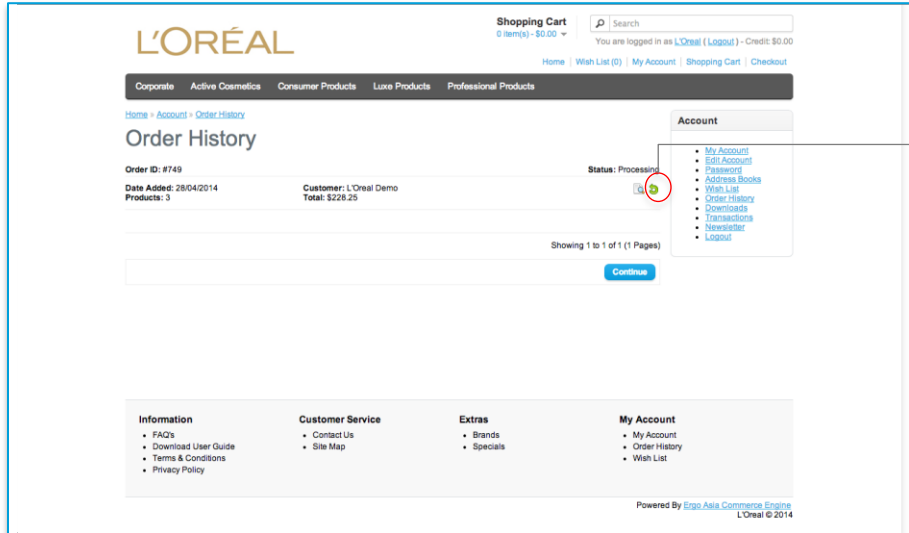 L'ORÉAL
Shopping Cart
0 item(s) - $0.00
Search
You are logged in as L'Oreal ( Logout ) - Credit: $0.00
Home | Wish List (0) | My Account | Shopping Cart | Checkout
Corporate Active Cosmetics Consumer Products Luxe Products Professional Products
Home » Account » Order History
Order History
Order ID: #749 Status: Processing
Date Added: 28/04/2014 Customer: L'Oreal Demo
Products: 3 Total: $228.25
Showing 1 to 1 of 1 (1 Pages)
Continue
Account
• My Account
• Edit Account
• Password
• Address Books
• Wish List
• Order History
• Downloads
• Transactions
• Newsletter
• Logout
Information
• FAQ's
• Download User Guide
• Terms & Conditions
• Privacy Policy
Customer Service
• Contact Us
• Site Map
Extras
• Brands
• Specials
My Account
• My Account
• Order History
• Wish List
Powered By Ergo Asia Commerce Engine
L'Oreal © 2014